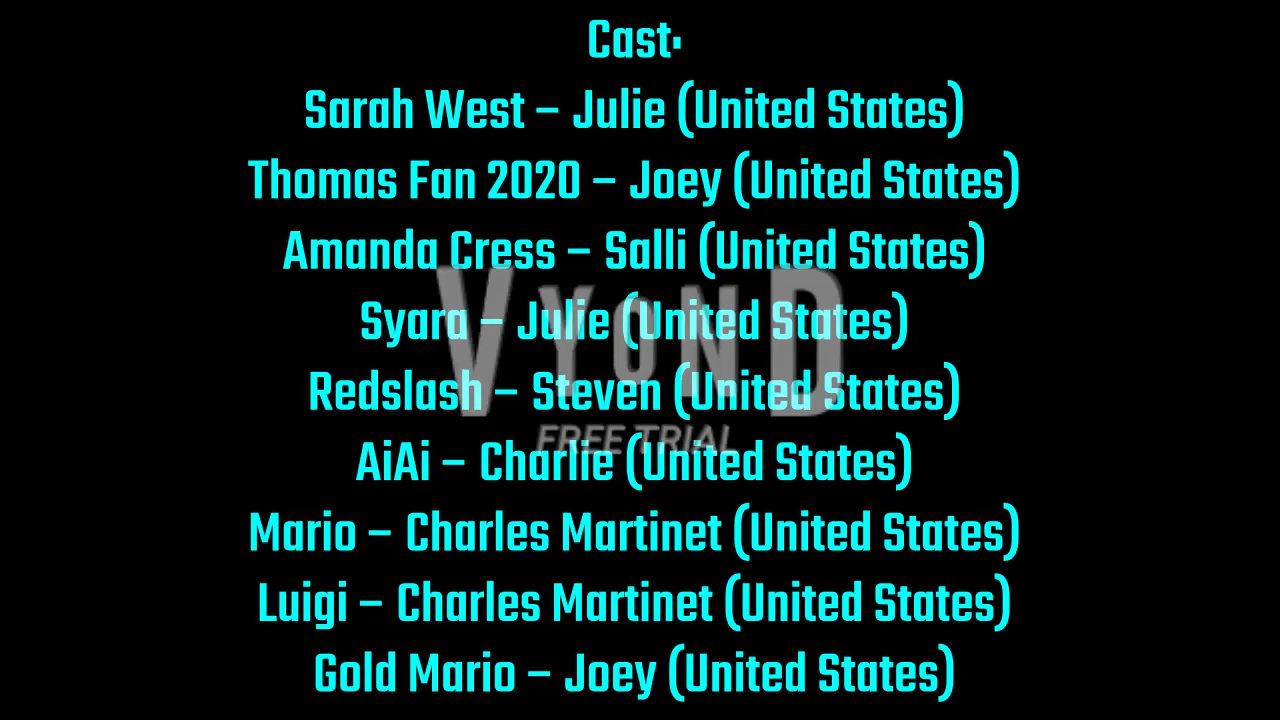 Cast:
Sarah West – Julie (United States)
Thomas Fan 2020 – Joey (United States)
Amanda Cress – Salli (United States)
Syara – Julie (United States)
Redslash – Steven (United States)
AiAi – Charlie (United States)
Mario – Charles Martinet (United States)
Luigi – Charles Martinet (United States)
Gold Mario – Joey (United States)
VYOND
FREE TRIAL